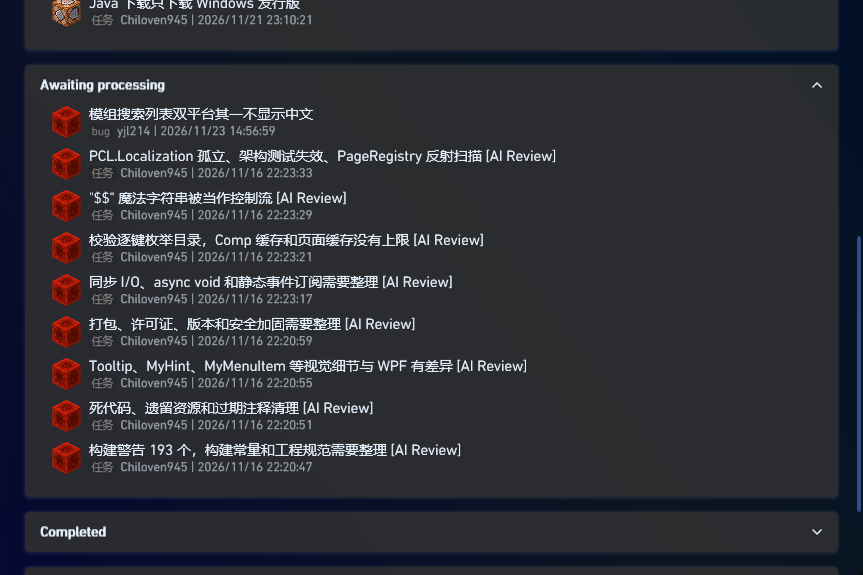 Java 下载只下载 Windows 发行版
任务 Chiloven945 | 2026/11/21 23:10:21
Awaiting processing
模组搜索列表双平台其一不显示中文
bug yjl214 | 2026/11/23 14:56:59
PCL.Localization 孤立、架构测试失效、PageRegistry 反射扫描 [AI Review]
任务 Chiloven945 | 2026/11/16 22:23:33
"$$" 魔法字符串被当作控制流 [AI Review]
任务 Chiloven945 | 2026/11/16 22:23:29
校验逐键枚举目录，Comp 缓存和页面缓存没有上限 [AI Review]
任务 Chiloven945 | 2026/11/16 22:23:21
同步 I/O、async void 和静态事件订阅需要整理 [AI Review]
任务 Chiloven945 | 2026/11/16 22:23:17
打包、许可证、版本和安全加固需要整理 [AI Review]
任务 Chiloven945 | 2026/11/16 22:20:59
Tooltip、MyHint、MyMenuItem 等视觉细节与 WPF 有差异 [AI Review]
任务 Chiloven945 | 2026/11/16 22:20:55
死代码、遗留资源和过期注释清理 [AI Review]
任务 Chiloven945 | 2026/11/16 22:20:51
构建警告 193 个，构建常量和工程规范需要整理 [AI Review]
任务 Chiloven945 | 2026/11/16 22:20:47
Completed